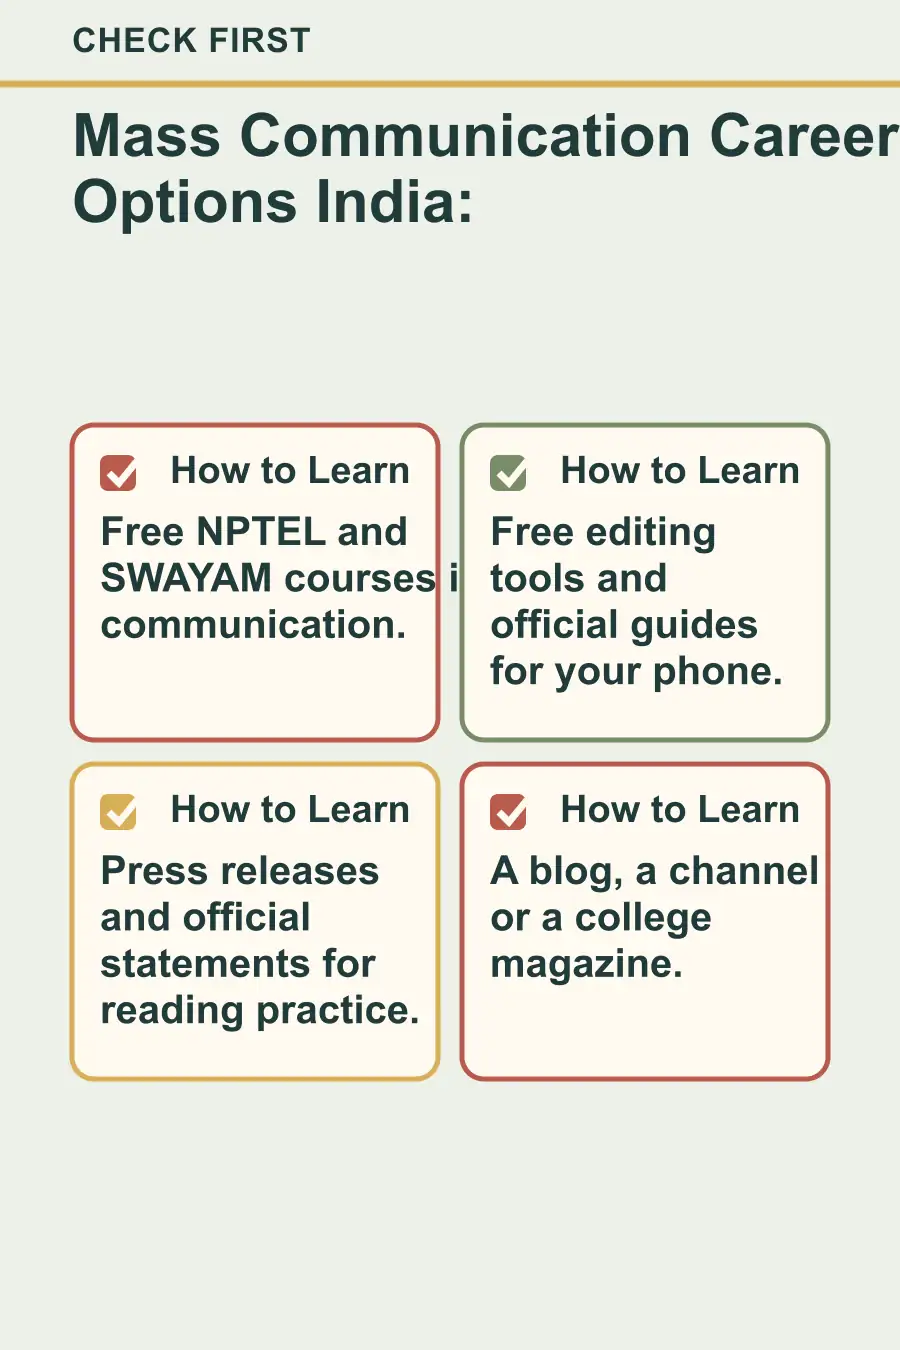 CHECK FIRST
Mass Communication Career
Options India:
How to Learn
Free NPTEL and
SWAYAM courses i
communication.
How to Learn
Free editing
tools and
official guides
for your phone.
How to Learn
Press releases
and official
statements for
reading practice.
How to Learn
A blog, a channel
or a college
magazine.